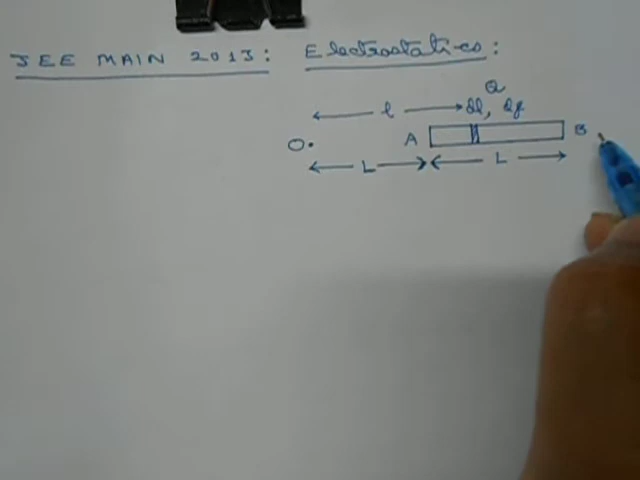 JEE MAIN 2013: Electrostatics:
Q
l dl, dq
O A B
L L